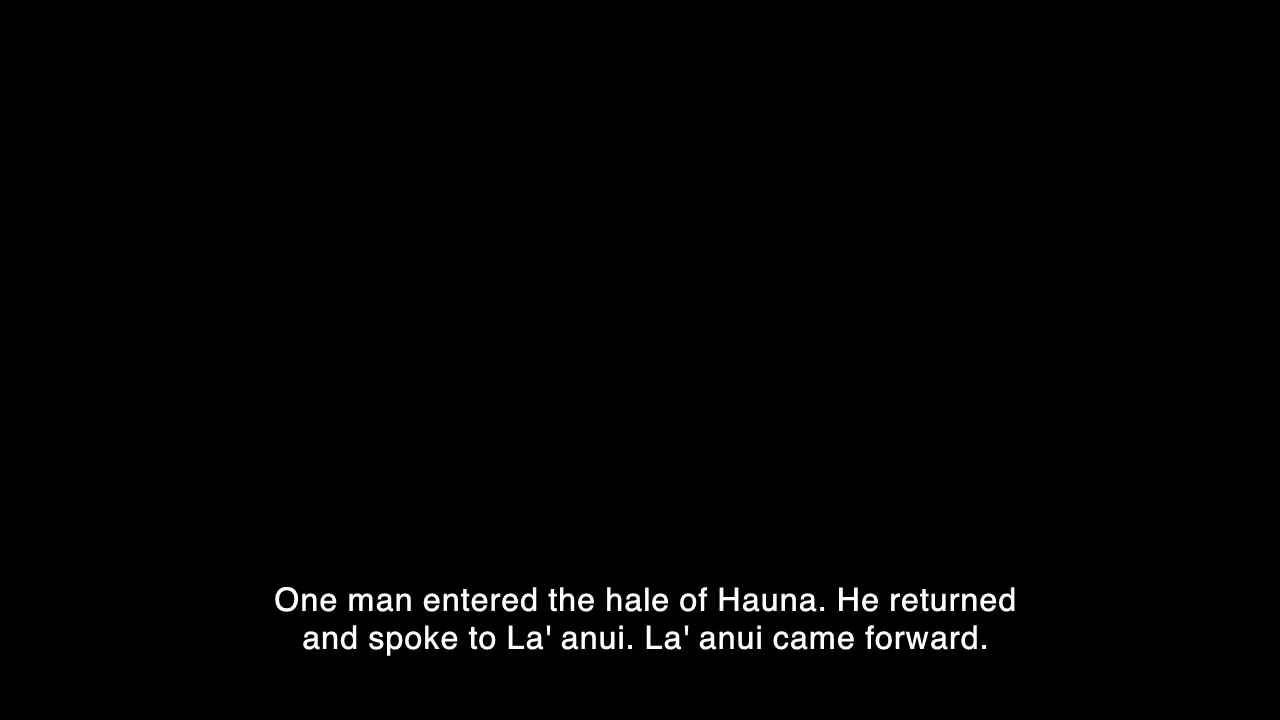 One man entered the hale of Hauna. He returned
and spoke to La' anui. La' anui came forward.